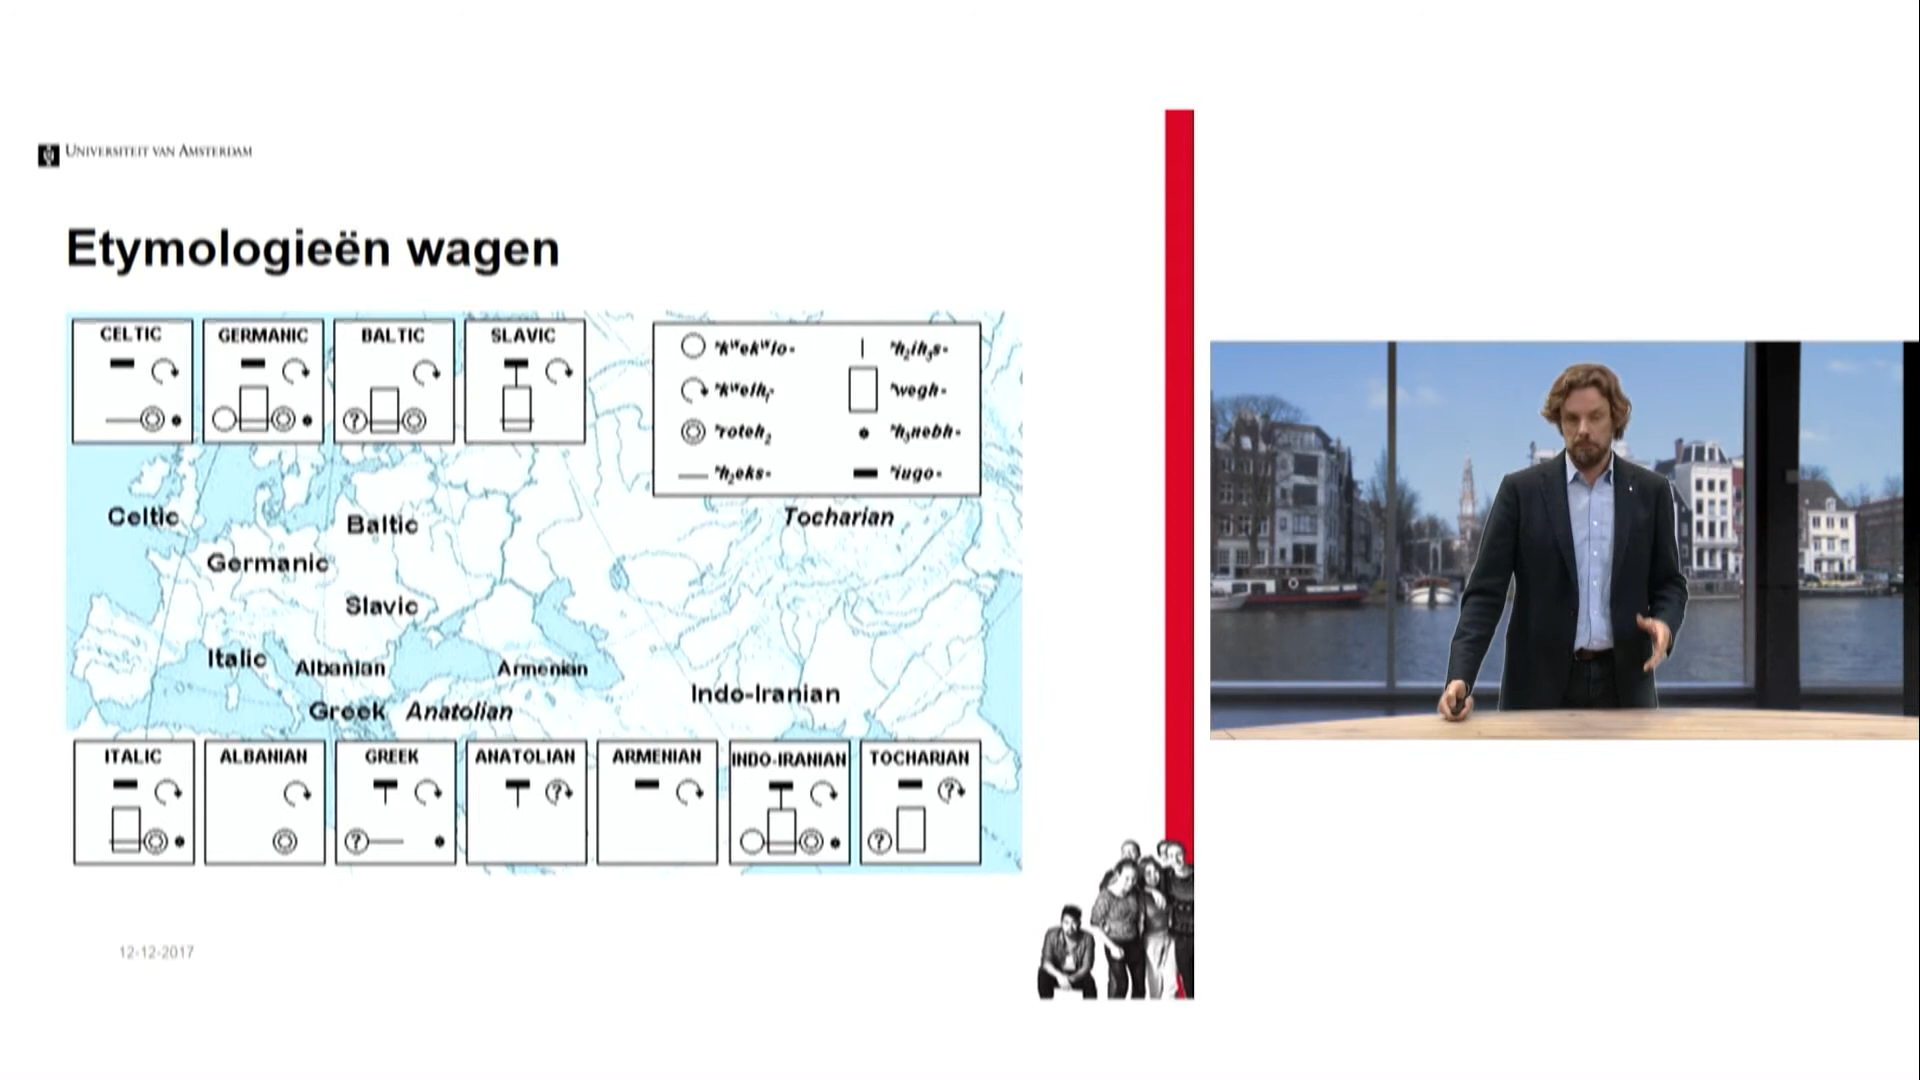 UNIVERSITEIT VAN AMSTERDAM
Etymologieën wagen
CELTIC
GERMANIC
BALTIC
SLAVIC
*kʷekʷlo- *h₂ih₃s-
*kʷelh₁- *wegh-
*roteh₂ *h₃nebh-
*h₂eks- *iugo-
Celtic
Baltic
Tocharian
Germanic
Slavic
Italic
Albanian
Armenian
Indo-Iranian
Greek
Anatolian
ITALIC
ALBANIAN
GREEK
ANATOLIAN
ARMENIAN
INDO-IRANIAN
TOCHARIAN
?
?
?
?
?
12-12-2017